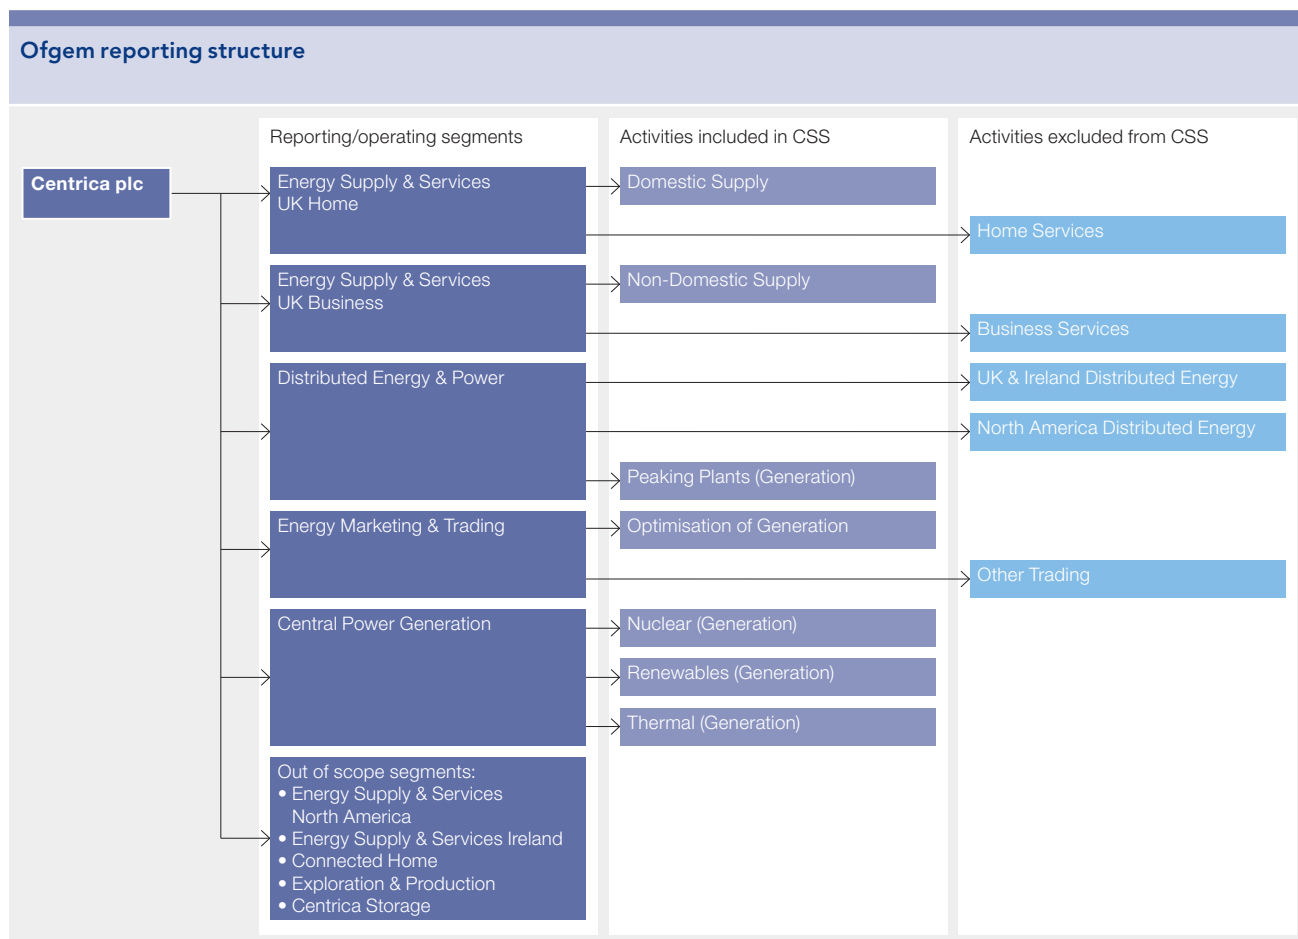 Ofgem reporting structure
Reporting/operating segments
Activities included in CSS
Activities excluded from CSS
Centrica plc
Energy Supply & Services
UK Home
Domestic Supply
Home Services
Energy Supply & Services
UK Business
Non-Domestic Supply
Business Services
Distributed Energy & Power
UK & Ireland Distributed Energy
North America Distributed Energy
Peaking Plants (Generation)
Energy Marketing & Trading
Optimisation of Generation
Other Trading
Central Power Generation
Nuclear (Generation)
Renewables (Generation)
Thermal (Generation)
Out of scope segments:
• Energy Supply & Services
North America
• Energy Supply & Services Ireland
• Connected Home
• Exploration & Production
• Centrica Storage